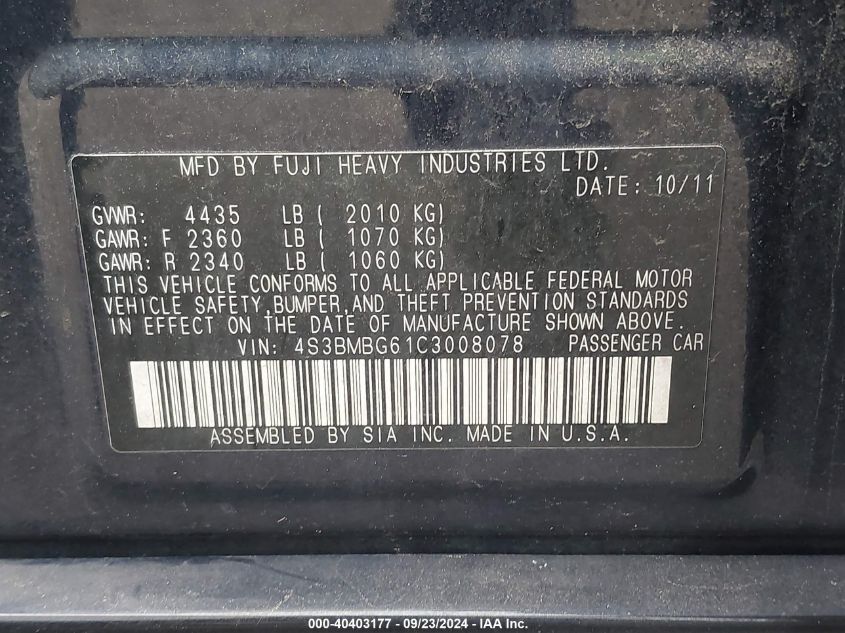 MFD BY FUJI HEAVY INDUSTRIES LTD.
DATE: 10/11
GVWR: 4435 LB ( 2010 KG)
GAWR: F 2360 LB ( 1070 KG)
GAWR: R 2340 LB ( 1060 KG)
THIS VEHICLE CONFORMS TO ALL APPLICABLE FEDERAL MOTOR
VEHICLE SAFETY,BUMPER,AND THEFT PREVENTION STANDARDS
IN EFFECT ON THE DATE OF MANUFACTURE SHOWN ABOVE.
VIN: 4S3BMBG61C3008078 PASSENGER CAR
ASSEMBLED BY SIA INC. MADE IN U.S.A.
000-40403177 - 09/23/2024 - IAA Inc.